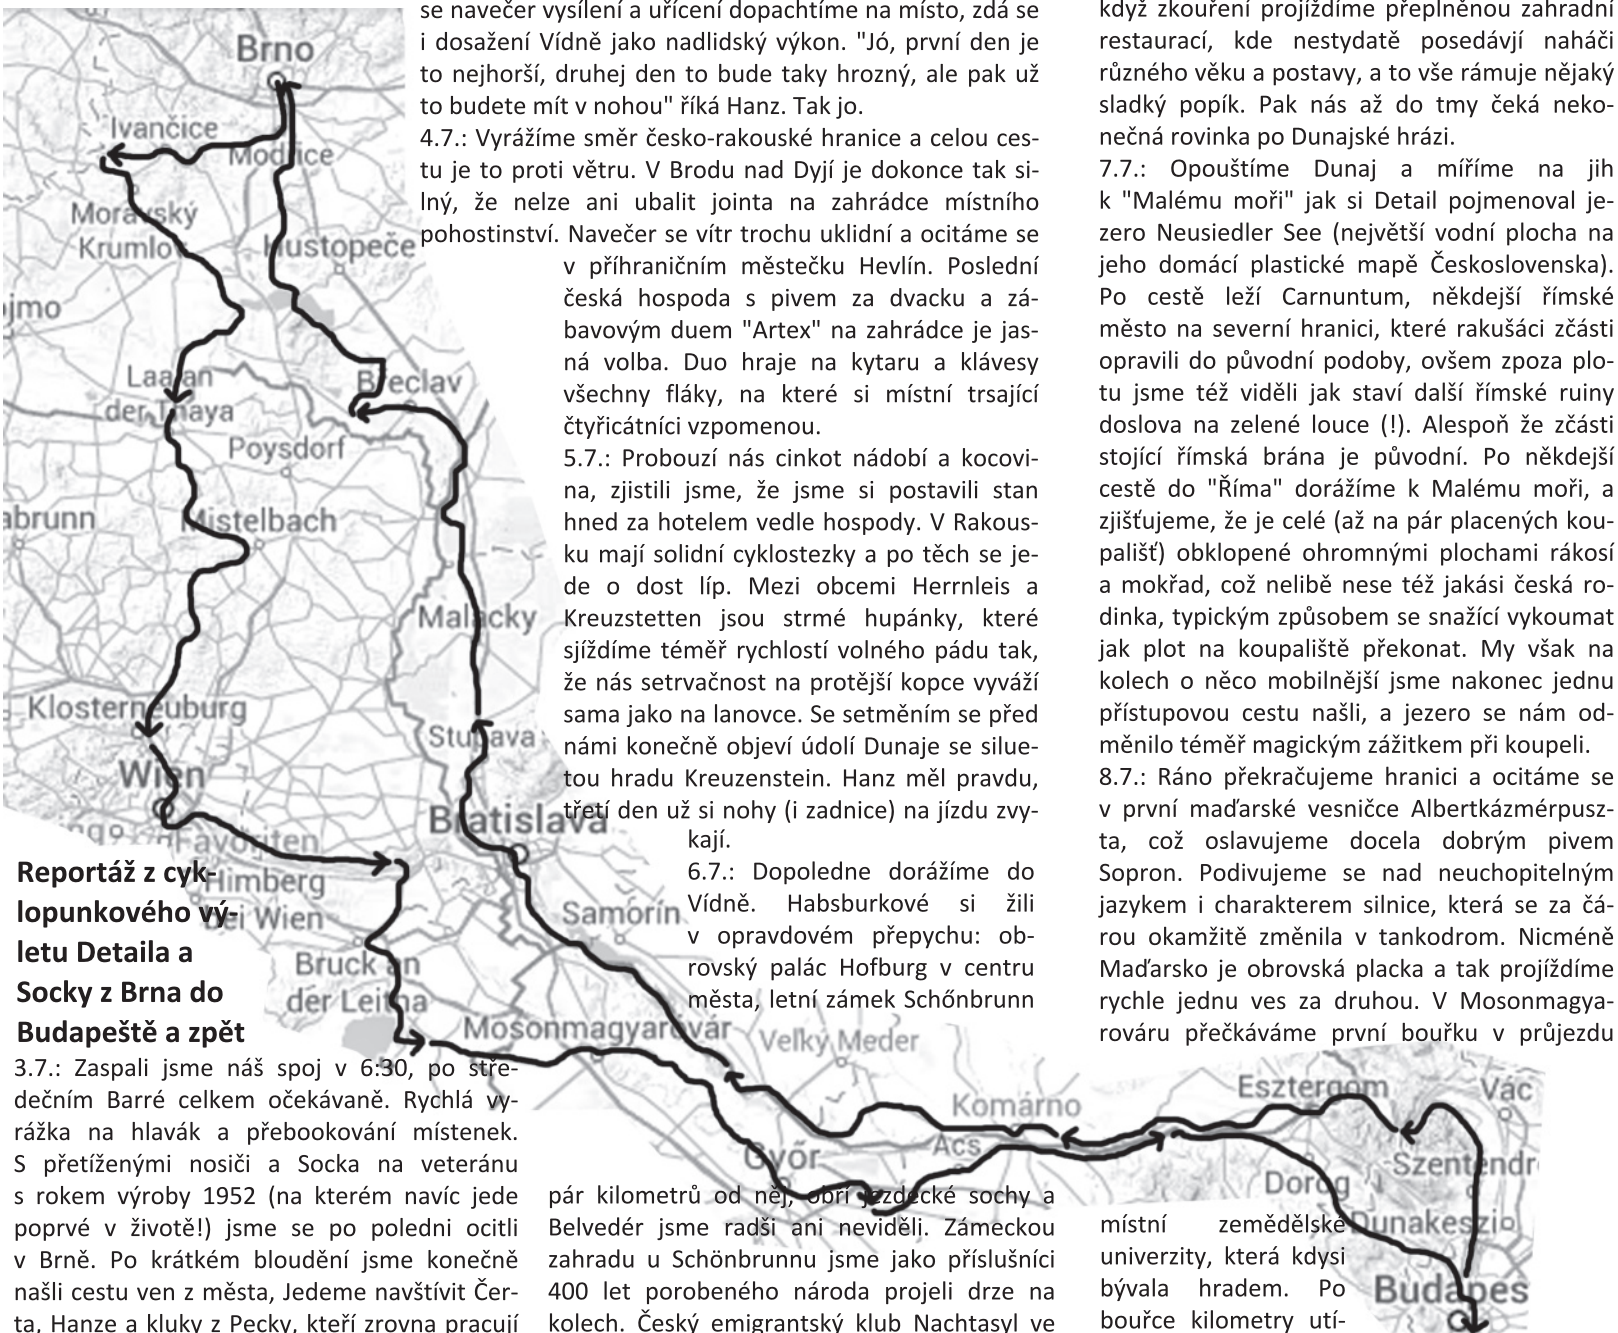 Reportáž z cyk-
lopunkového vý-
letu Detaila a
Socky z Brna do
Budapeště a zpět
3.7.: Zaspali jsme náš spoj v 6:30, po stře-
dečním Barré celkem očekávaně. Rychlá vy-
rážka na hlavák a přebookování místenek.
S přetíženými nosiči a Socka na veteránu
s rokem výroby 1952 (na kterém navíc jede
poprvé v životě!) jsme se po poledni ocitli
v Brně. Po krátkém bloudění jsme konečně
našli cestu ven z města, Jedeme navštívit Čer-
ta, Hanze a kluky z Pecky, kteří zrovna pracují
se navečer vysílení a uřícení dopachtíme na místo, zdá se
i dosažení Vídně jako nadlidský výkon. "Jó, první den je
to nejhorší, druhej den to bude taky hrozný, ale pak už
to budete mít v nohou" říká Hanz. Tak jo.
4.7.: Vyrážíme směr česko-rakouské hranice a celou ces-
tu je to proti větru. V Brodu nad Dyjí je dokonce tak si-
lný, že nelze ani ubalit jointa na zahrádce místního
pohostinství. Navečer se vítr trochu uklidní a ocitáme se
v příhraničním městečku Hevlín. Poslední
česká hospoda s pivem za dvacku a zá-
bavovým duem "Artex" na zahrádce je jas-
ná volba. Duo hraje na kytaru a klávesy
všechny fláky, na které si místní trsající
čtyřicátníci vzpomenou.
5.7.: Probouzí nás cinkot nádobí a kocovi-
na, zjistili jsme, že jsme si postavili stan
hned za hotelem vedle hospody. V Rakous-
ku mají solidní cyklostezky a po těch se je-
de o dost líp. Mezi obcemi Herrnleis a
Kreuzstetten jsou strmé hupánky, které
sjíždíme téměř rychlostí volného pádu tak,
že nás setrvačnost na protější kopce vyváží
sama jako na lanovce. Se setměním se před
námi konečně objeví údolí Dunaje se silue-
tou hradu Kreuzenstein. Hanz měl pravdu,
třetí den už si nohy (i zadnice) na jízdu zvy-
kají.
6.7.: Dopoledne dorážíme do
Vídně. Habsburkové si žili
v opravdovém přepychu: ob-
rovský palác Hofburg v centru
města, letní zámek Schőnbrunn
pár kilometrů od něj, obří jezdecké sochy a
Belvedér jsme radši ani neviděli. Zámeckou
zahradu u Schönbrunnu jsme jako příslušníci
400 let porobeného národa projeli drze na
kolech. Český emigrantský klub Nachtasyl ve
když zkouření projíždíme přeplněnou zahradní
restaurací, kde nestydatě posedávjí naháči
různého věku a postavy, a to vše rámuje nějaký
sladký popík. Pak nás až do tmy čeká neko-
nečná rovinka po Dunajské hrázi.
7.7.: Opouštíme Dunaj a míříme na jih
k "Malému moři" jak si Detail pojmenoval je-
zero Neusiedler See (největší vodní plocha na
jeho domácí plastické mapě Československa).
Po cestě leží Carnuntum, někdejší římské
město na severní hranici, které rakušáci zčásti
opravili do původní podoby, ovšem zpoza plo-
tu jsme též viděli jak staví další římské ruiny
doslova na zelené louce (!). Alespoň že zčásti
stojící římská brána je původní. Po někdejší
cestě do "Říma" dorážíme k Malému moři, a
zjišťujeme, že je celé (až na pár placených kou-
pališť) obklopené ohromnými plochami rákosí
a mokřad, což nelibě nese též jakási česká ro-
dinka, typickým způsobem se snažící vykoumat
jak plot na koupaliště překonat. My však na
kolech o něco mobilnější jsme nakonec jednu
přístupovou cestu našli, a jezero se nám od-
měnilo téměř magickým zážitkem při koupeli.
8.7.: Ráno překračujeme hranici a ocitáme se
v první maďarské vesničce Albertkázmérpusz-
ta, což oslavujeme docela dobrým pivem
Sopron. Podivujeme se nad neuchopitelným
jazykem i charakterem silnice, která se za čá-
rou okamžitě změnila v tankodrom. Nicméně
Maďarsko je obrovská placka a tak projíždíme
rychle jednu ves za druhou. V Mosonmagya-
rováru přečkáváme první bouřku v průjezdu
místní zemědělské
univerzity, která kdysi
bývala hradem. Po
bouřce kilometry utí-
Brno
Ivančice
Modřice
Moravský
Krumlov
Hustopeče
ojmo
Laa an
der Thaya
Břeclav
Poysdorf
abrunn
Mistelbach
Malacky
Klosterneuburg
Stupava
Wien
Bratislava
Favoriten
Himberg
bei Wien
Šamorín
Bruck an
der Leitha
Mosonmagyaróvár
Veľký Meder
Győr
Komárno
Ács
Esztergom
Vác
Dorog
Szentendr
Dunakeszi
Budapes